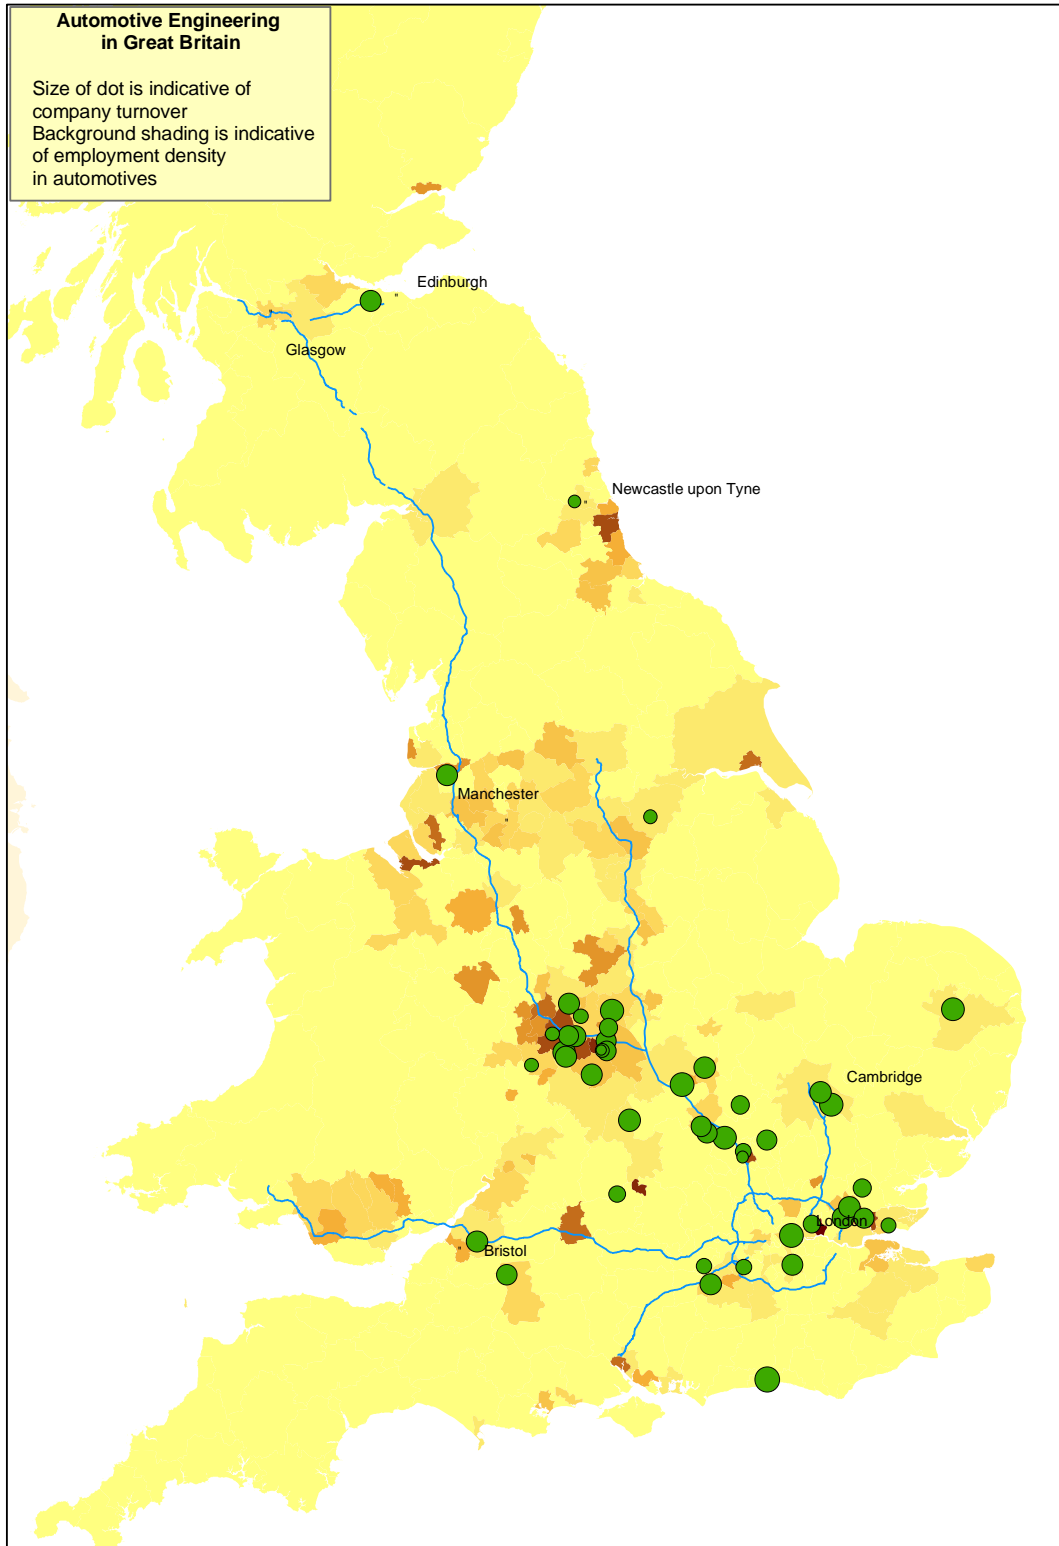 Automotive Engineering
in Great Britain
Size of dot is indicative of
company turnover
Background shading is indicative
of employment density
in automotives
Edinburgh
Glasgow
Newcastle upon Tyne
Manchester
Cambridge
London
Bristol